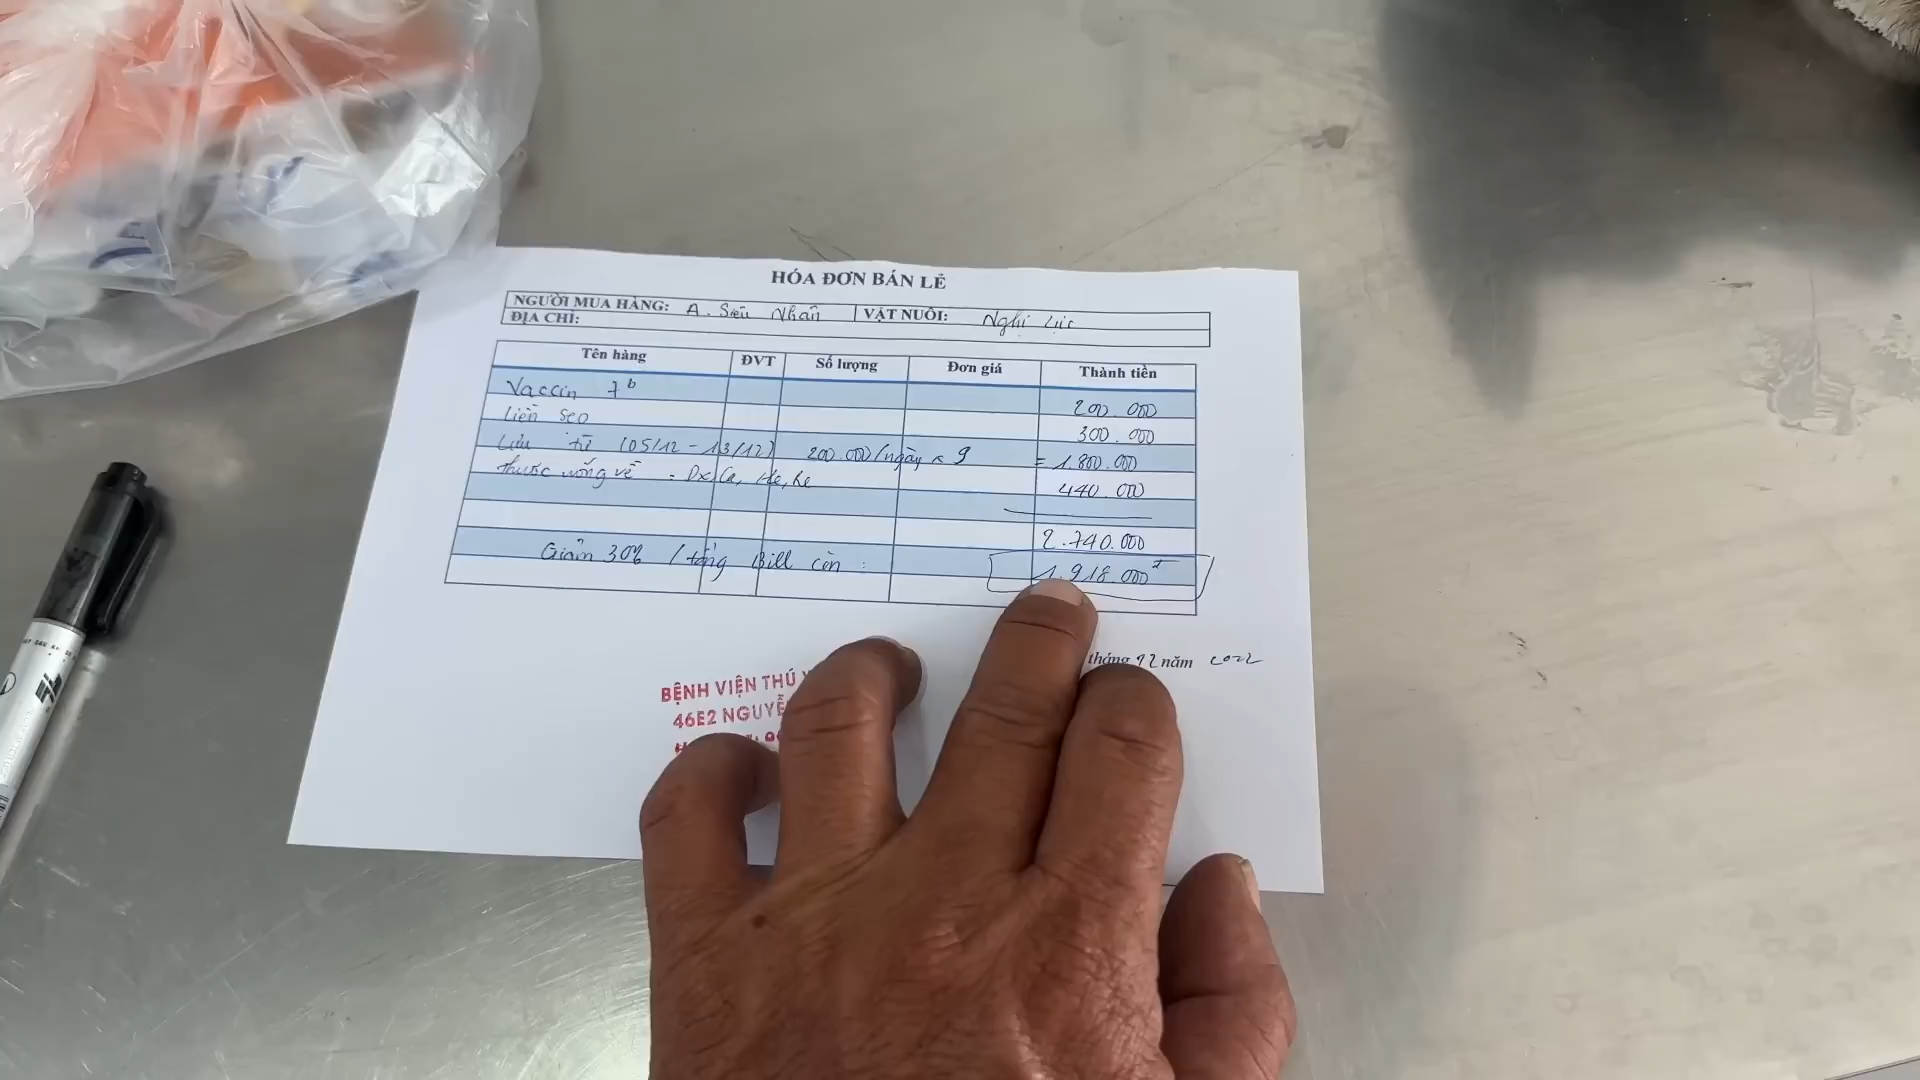 HÓA ĐƠN BÁN LẺ
NGƯỜI MUA HÀNG: A. Siêu Nhân VẬT NUÔI: Nghị Lực
ĐỊA CHỈ:
Tên hàng ĐVT Số lượng Đơn giá Thành tiền
Vaccin 7b 200.000
Liền sẹo 300.000
Lưu từ (05/12 - 13/12) 200.000/ngày x 9 = 1.800.000
thuốc uống về = Dx, Ca, He, Le 440.000
2.740.000
Giảm 30% / tổng Bill còn : 1.918.000đ
tháng 12 năm 2022
BỆNH VIỆN THÚ
46E2 NGUYỄ